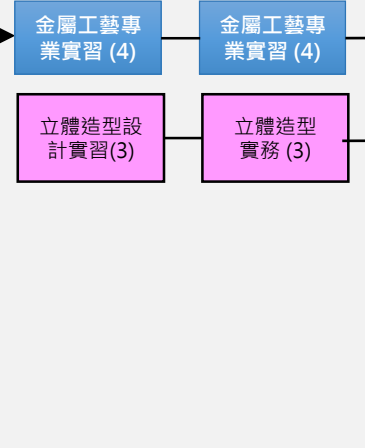 金屬工藝專
業實習 (4)
金屬工藝專
業實習 (4)
立體造型設
計實習(3)
立體造型
實務 (3)